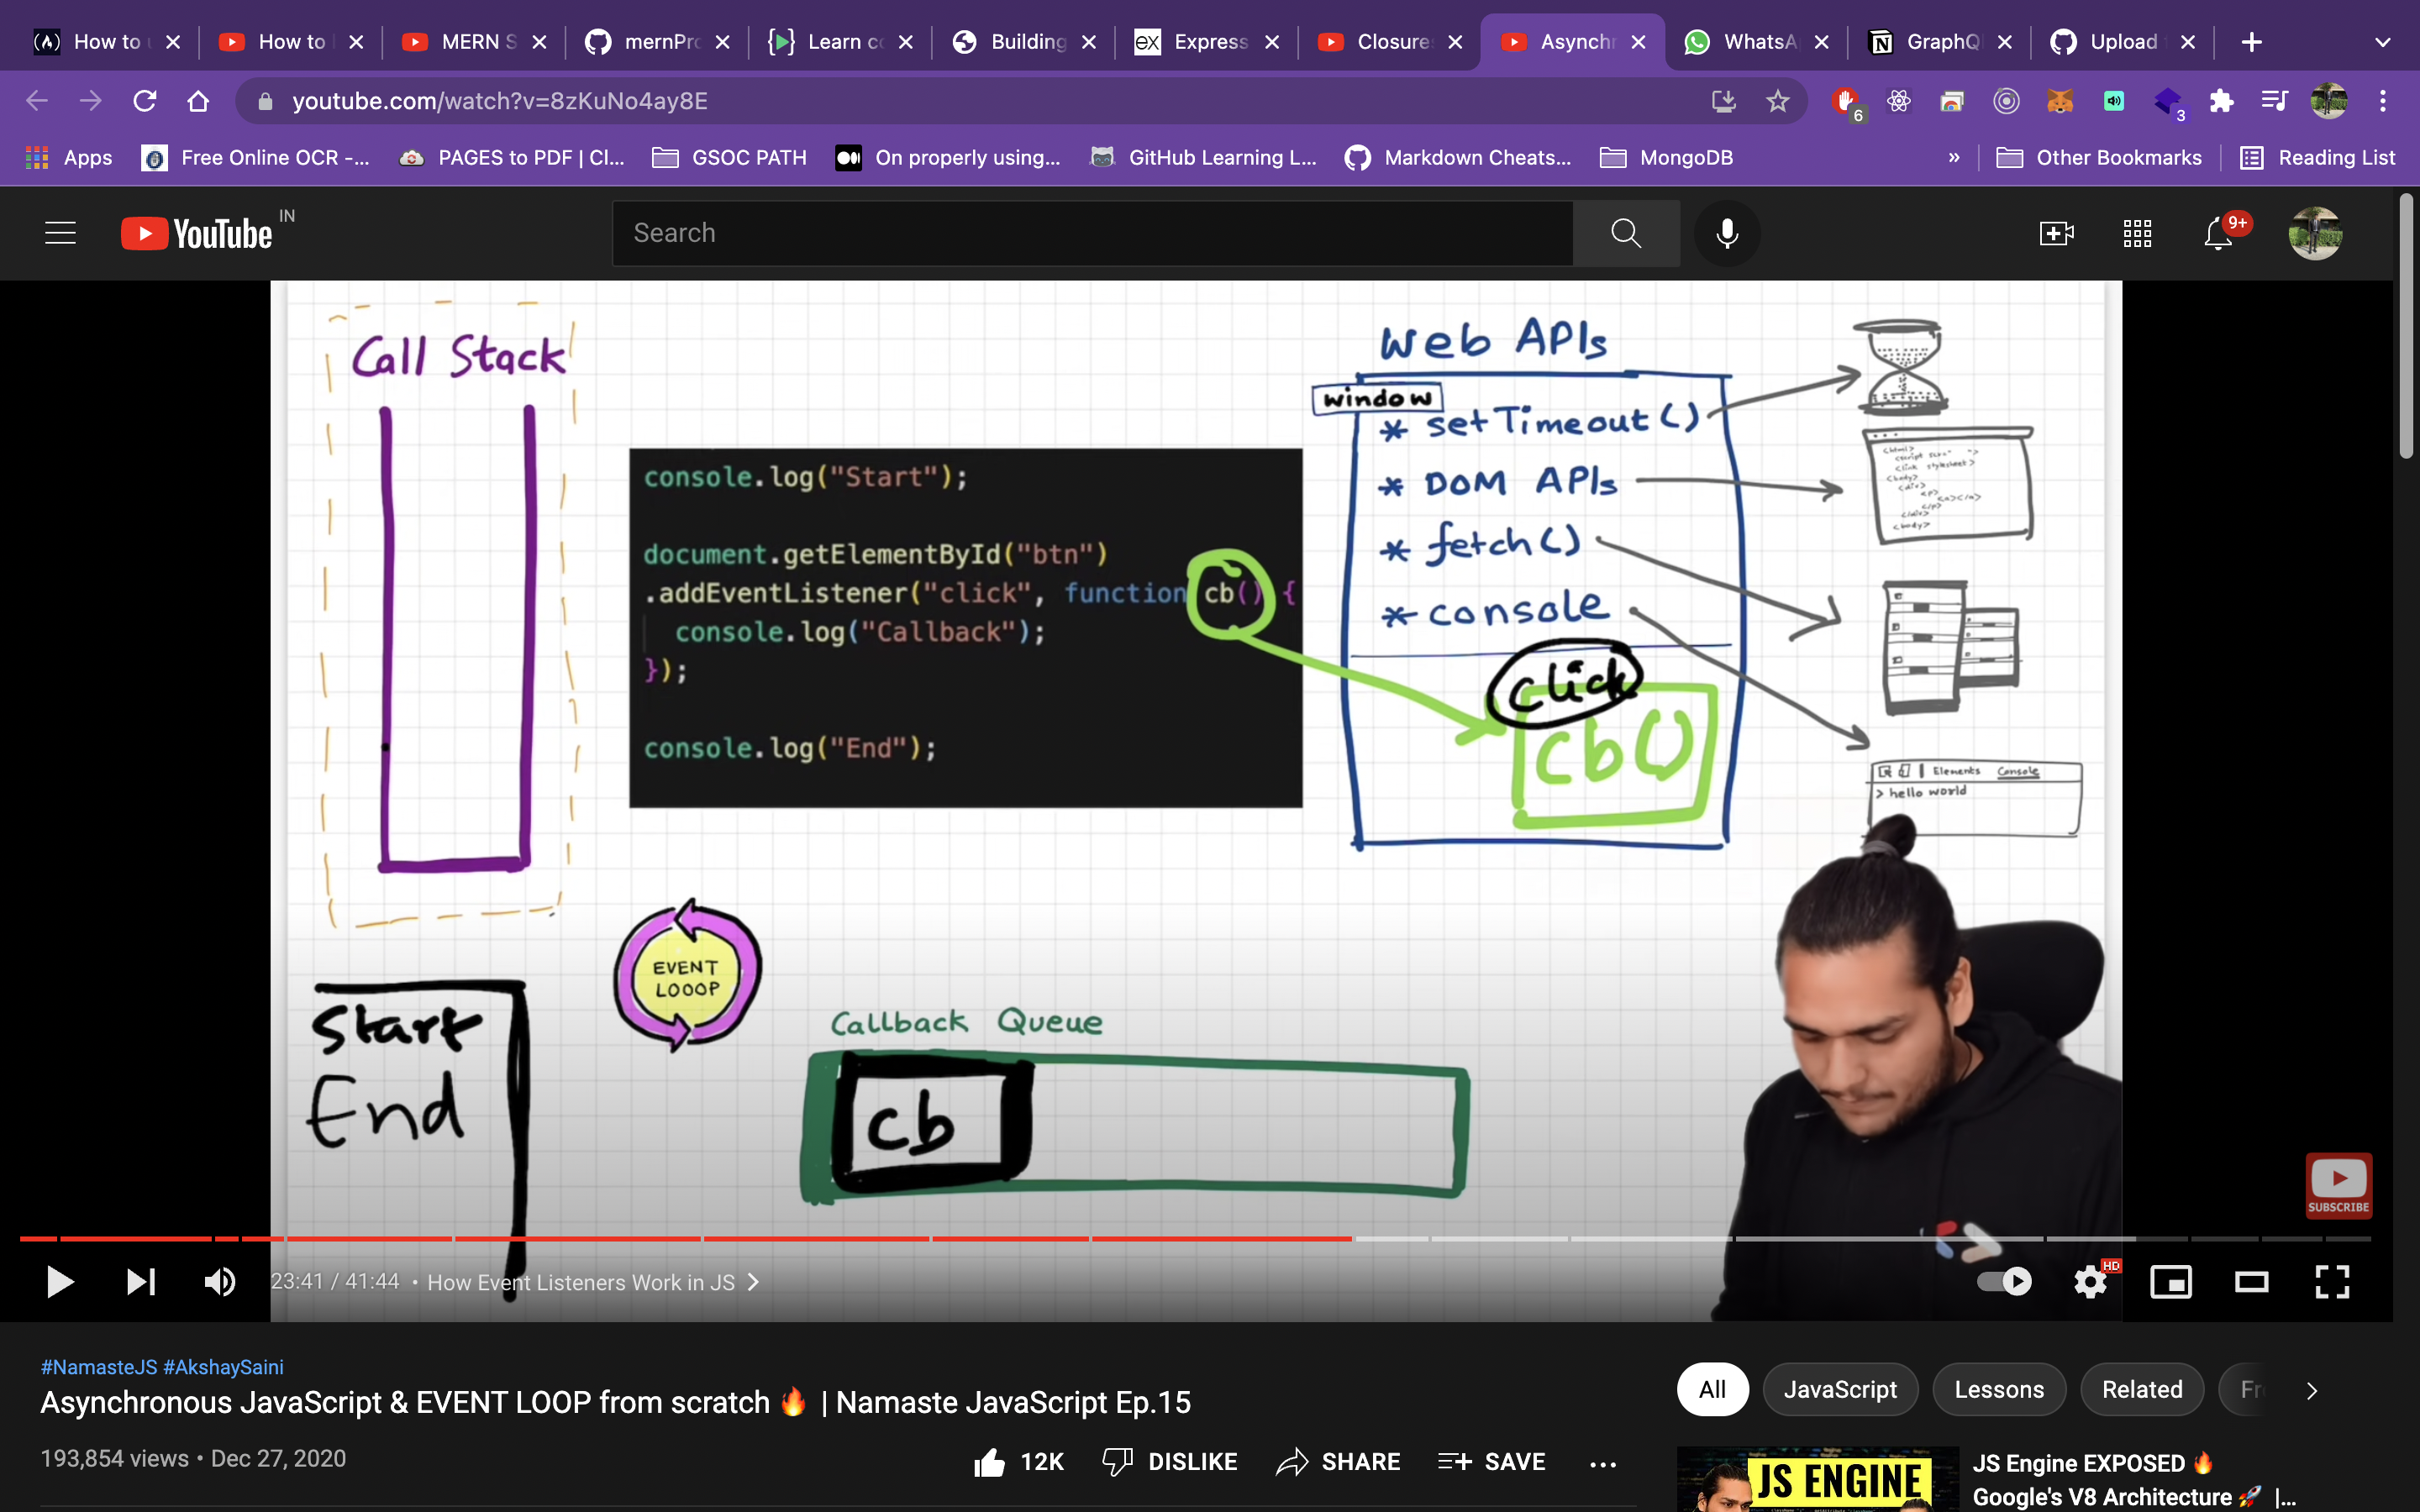 How to
How to
MERN S
mernPro
Learn co
Building
Express
Closure
Asynchr
WhatsA
GraphQ
Upload
youtube.com/watch?v=8zKuNo4ay8E
6
3
Apps
Free Online OCR -...
PAGES to PDF | Cl...
GSOC PATH
On properly using...
GitHub Learning L...
Markdown Cheats...
MongoDB
»
Other Bookmarks
Reading List
YouTube IN
Search
9+
Call Stack
console.log("Start");
document.getElementById("btn")
.addEventListener("click", function cb() {
console.log("Callback");
});
console.log("End");
Web APIs
window
* setTimeout()
* DOM APIs
* fetch()
* console
click
cb()
Elements Console
> hello world
EVENT
LOOOP
Callback Queue
cb
Start
End
SUBSCRIBE
23:41 / 41:44 • How Event Listeners Work in JS
HD
#NamasteJS #AkshaySaini
Asynchronous JavaScript & EVENT LOOP from scratch 🔥 | Namaste JavaScript Ep.15
193,854 views • Dec 27, 2020
12K
DISLIKE
SHARE
SAVE
All
JavaScript
Lessons
Related
JS ENGINE
JS Engine EXPOSED 🔥
Google's V8 Architecture 🚀 |...